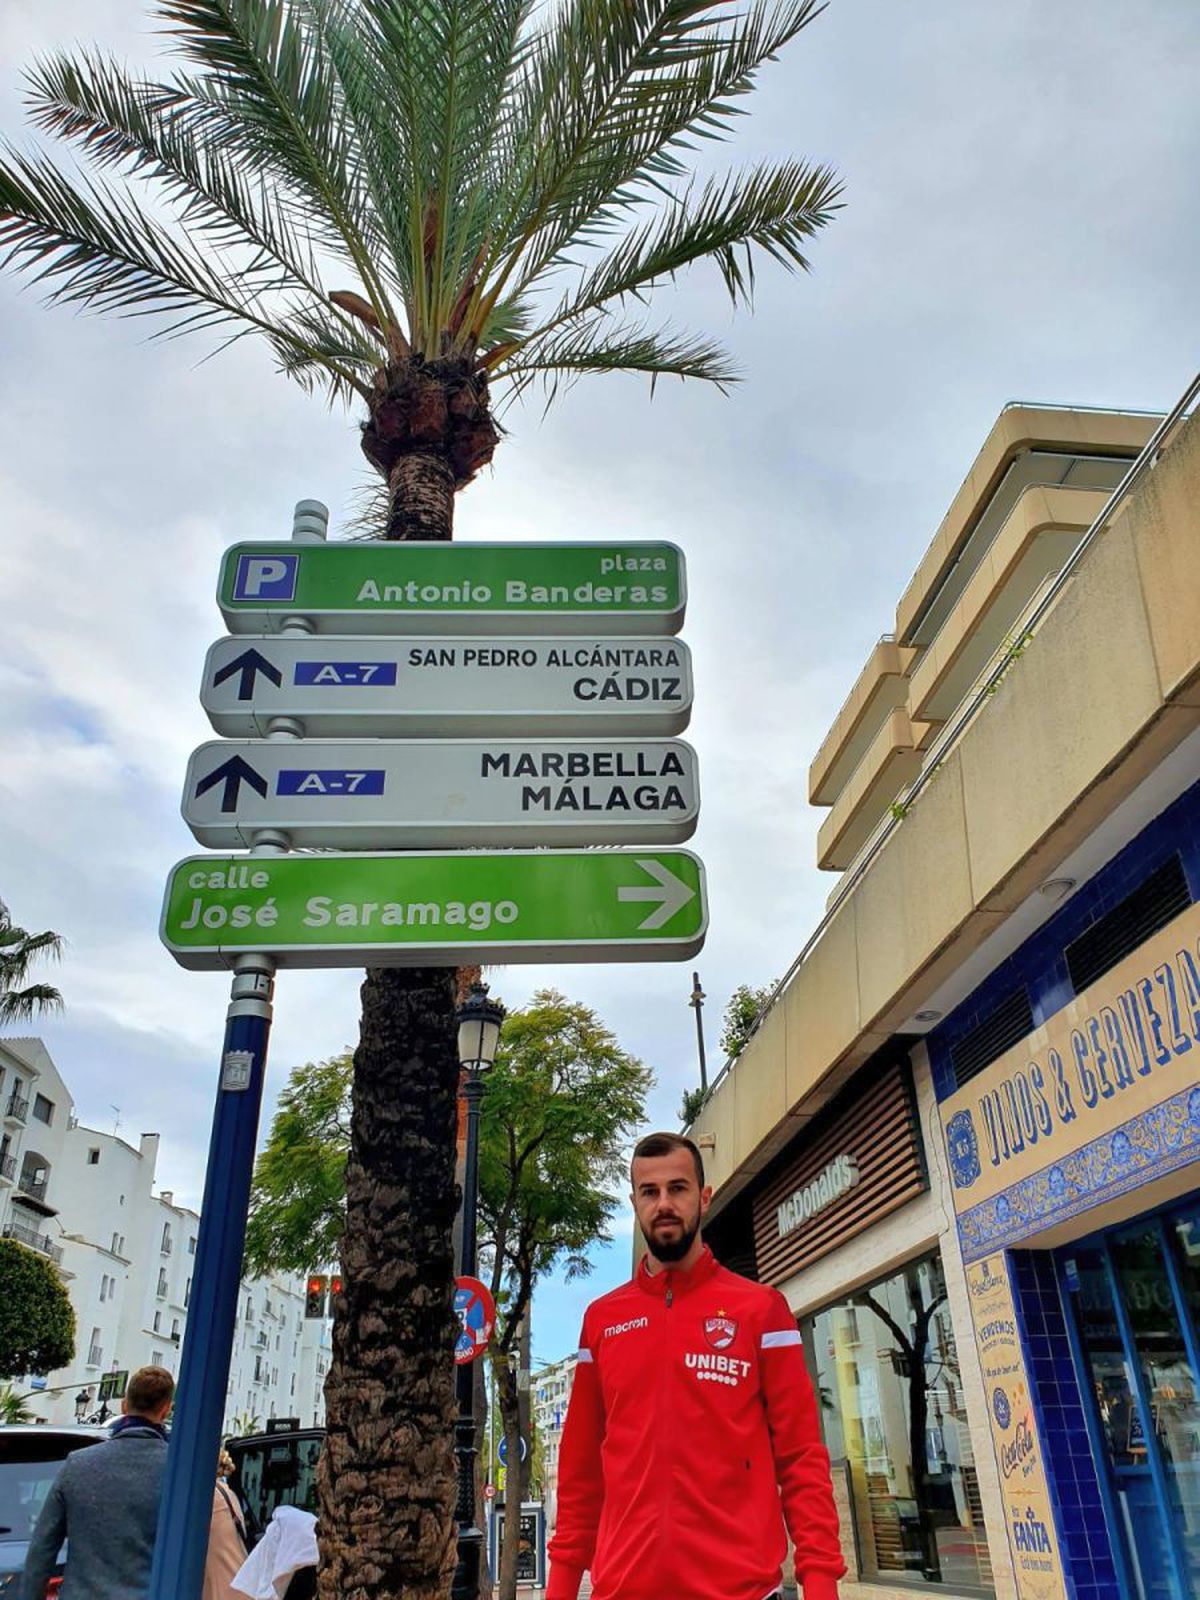 P
plaza
Antonio Banderas
A-7
SAN PEDRO ALCÁNTARA
CÁDIZ
A-7
MARBELLA
MÁLAGA
calle
José Saramago
VINOS & CERVEZAS
McDonald's
macron
UNIBET
VENDEMOS
Coca-Cola
FANTA